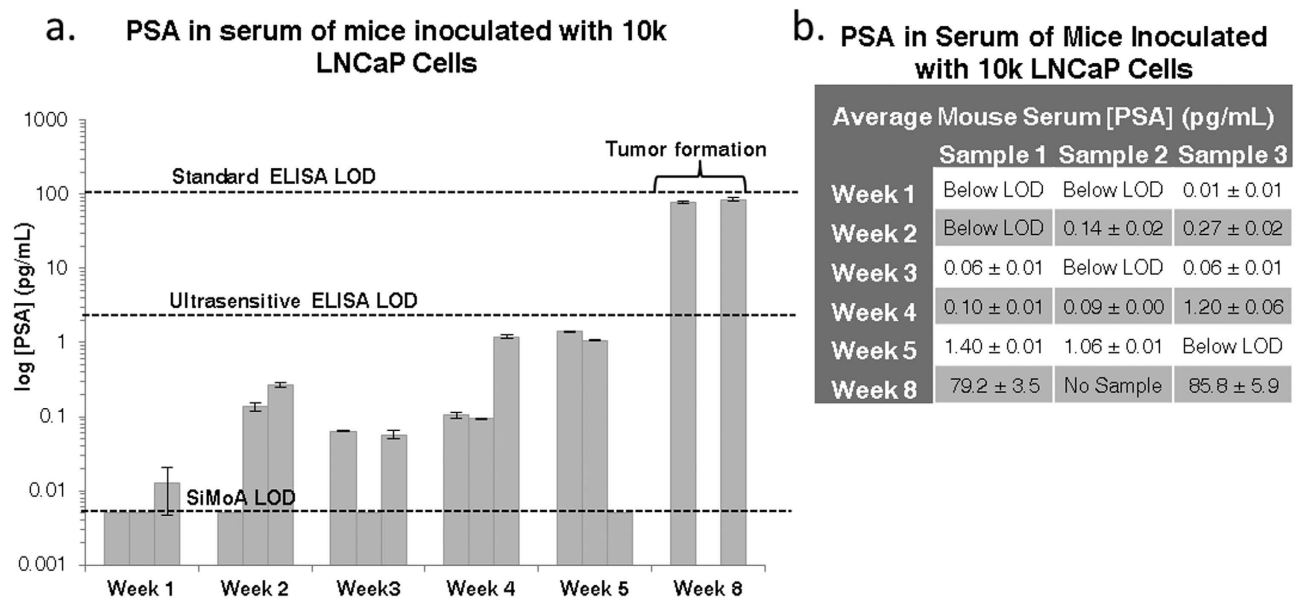 a.
PSA in serum of mice inoculated with 10k
LNCaP Cells
log [PSA] (pg/mL)
1000
100
10
1
0.1
0.01
0.001
Standard ELISA LOD
Tumor formation
Ultrasensitive ELISA LOD
SiMoA LOD
Week 1 Week 2 Week3 Week 4 Week 5 Week 8
b.
PSA in Serum of Mice Inoculated
with 10k LNCaP Cells
Average Mouse Serum [PSA] (pg/mL)
Sample 1 Sample 2 Sample 3
Week 1 Below LOD Below LOD 0.01 ± 0.01
Week 2 Below LOD 0.14 ± 0.02 0.27 ± 0.02
Week 3 0.06 ± 0.01 Below LOD 0.06 ± 0.01
Week 4 0.10 ± 0.01 0.09 ± 0.00 1.20 ± 0.06
Week 5 1.40 ± 0.01 1.06 ± 0.01 Below LOD
Week 8 79.2 ± 3.5 No Sample 85.8 ± 5.9